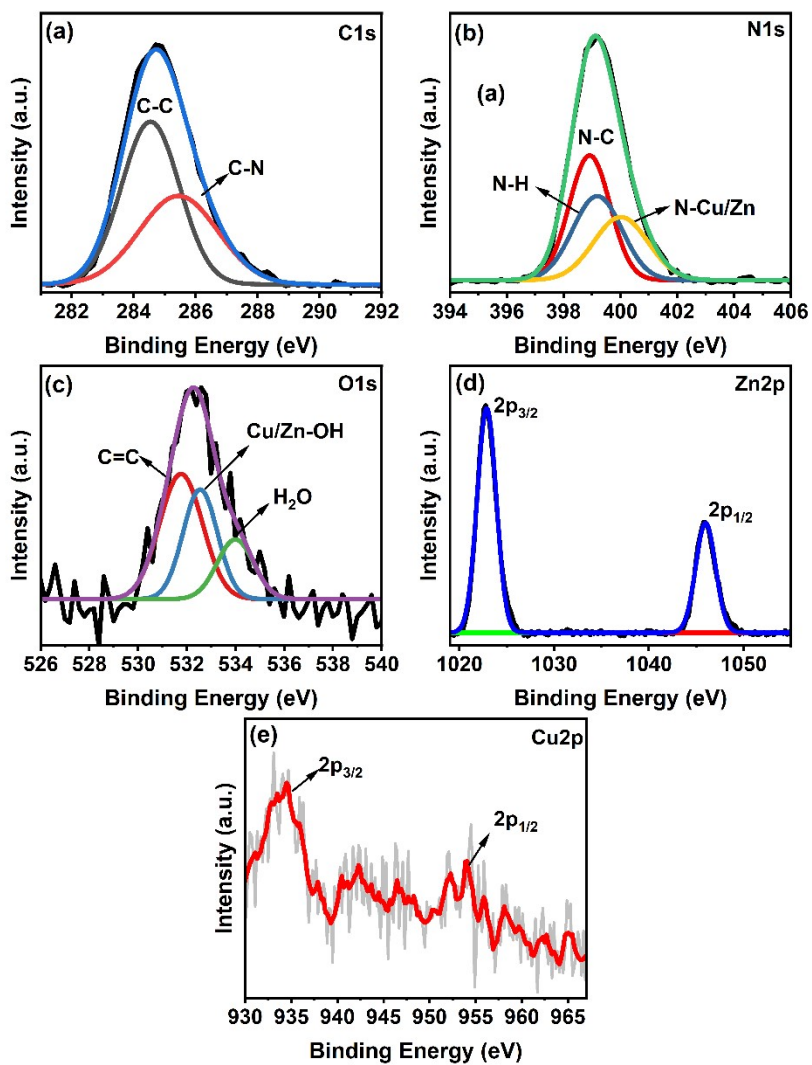 (a) C1s
Intensity (a.u.)
C-C
C-N
282 284 286 288 290 292
Binding Energy (eV)
(b) N1s
(a)
Intensity (a.u.)
N-C
N-H
N-Cu/Zn
394 396 398 400 402 404 406
Binding Energy (eV)
(c) O1s
Intensity (a.u.)
C=C
Cu/Zn-OH
H₂O
526 528 530 532 534 536 538 540
Binding Energy (eV)
(d) Zn2p
Intensity (a.u.)
2p₃/₂
2p₁/₂
1020 1030 1040 1050
Binding Energy (eV)
(e) Cu2p
Intensity (a.u.)
2p₃/₂
2p₁/₂
930 935 940 945 950 955 960 965
Binding Energy (eV)